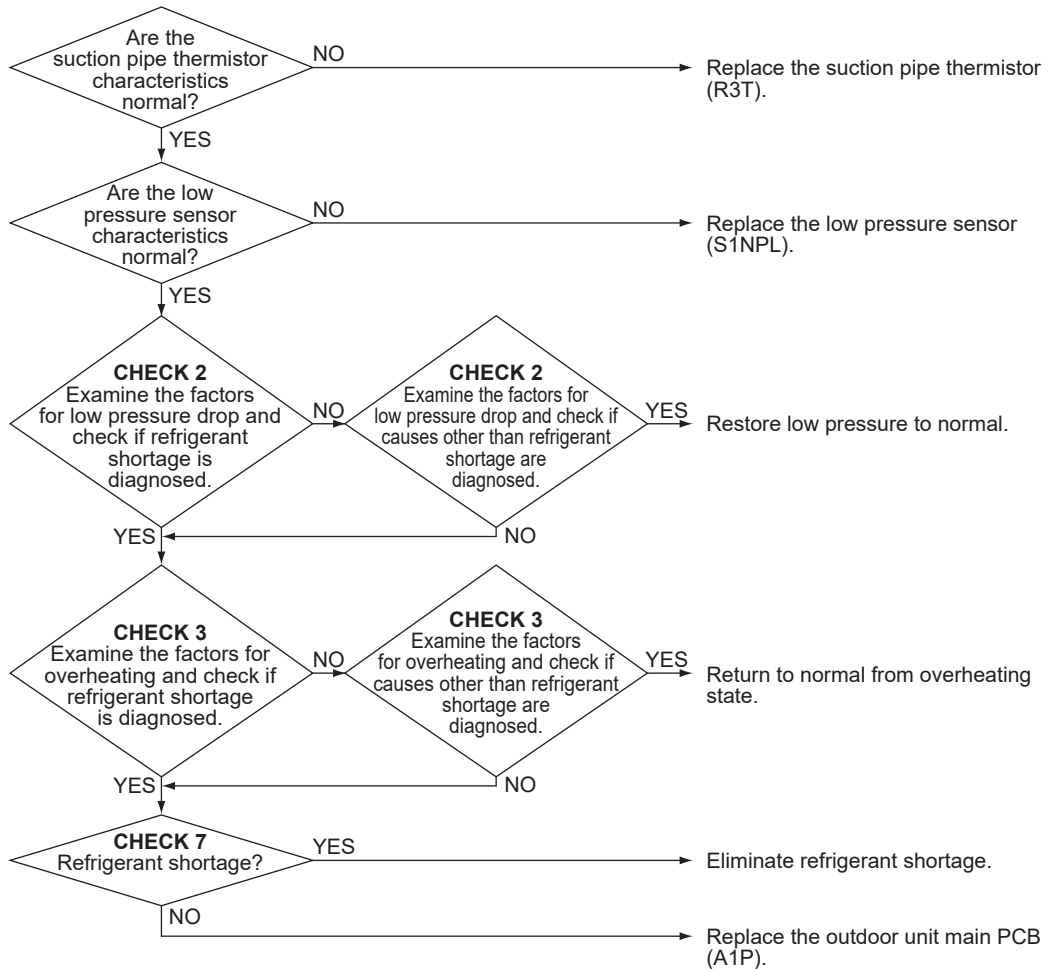 Are the
suction pipe thermistor
characteristics
normal?
NO
Replace the suction pipe thermistor
(R3T).
YES
Are the low
pressure sensor
characteristics
normal?
NO
Replace the low pressure sensor
(S1NPL).
YES
CHECK 2
Examine the factors
for low pressure drop and
check if refrigerant
shortage is
diagnosed.
NO
CHECK 2
Examine the factors for
low pressure drop and check if
causes other than refrigerant
shortage are
diagnosed.
YES
Restore low pressure to normal.
YES
NO
CHECK 3
Examine the factors for
overheating and check if
refrigerant shortage
is diagnosed.
NO
CHECK 3
Examine the factors
for overheating and check if
causes other than refrigerant
shortage are
diagnosed.
YES
Return to normal from overheating
state.
YES
NO
CHECK 7
Refrigerant shortage?
YES
Eliminate refrigerant shortage.
NO
Replace the outdoor unit main PCB
(A1P).